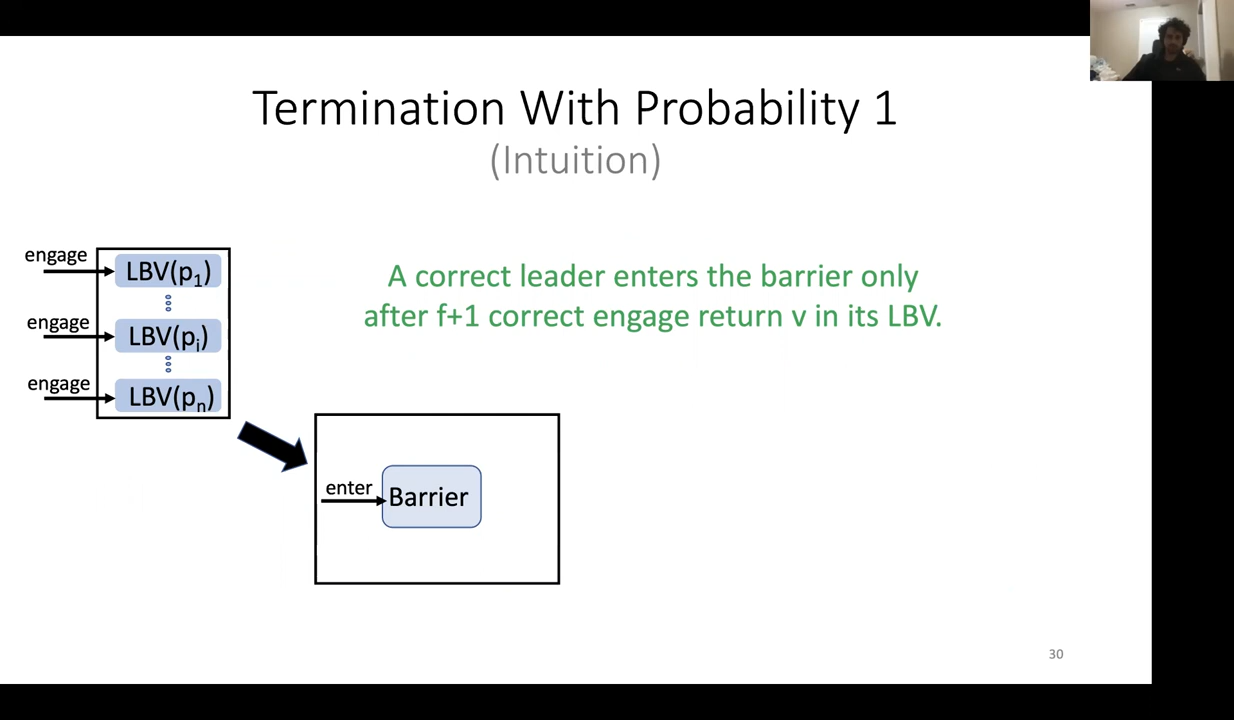 Termination With Probability 1
(Intuition)
engage
LBV(p₁)
engage
LBV(pᵢ)
engage
LBV(pₙ)
A correct leader enters the barrier only
after f+1 correct engage return v in its LBV.
enter
Barrier
30